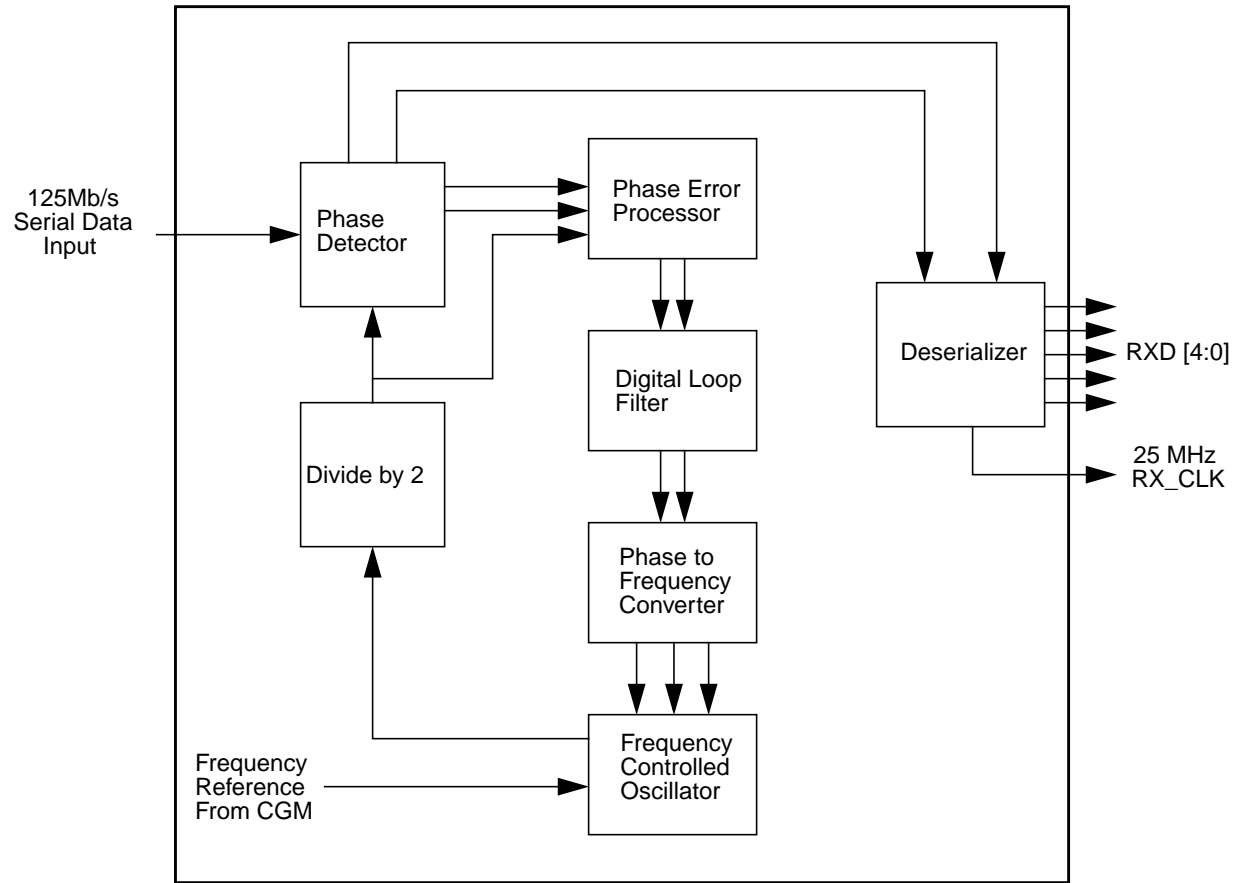 125Mb/s
Serial Data
Input
Phase
Detector
Phase Error
Processor
Digital Loop
Filter
Divide by 2
Phase to
Frequency
Converter
Frequency
Controlled
Oscillator
Frequency
Reference
From CGM
Deserializer
RXD [4:0]
25 MHz
RX_CLK